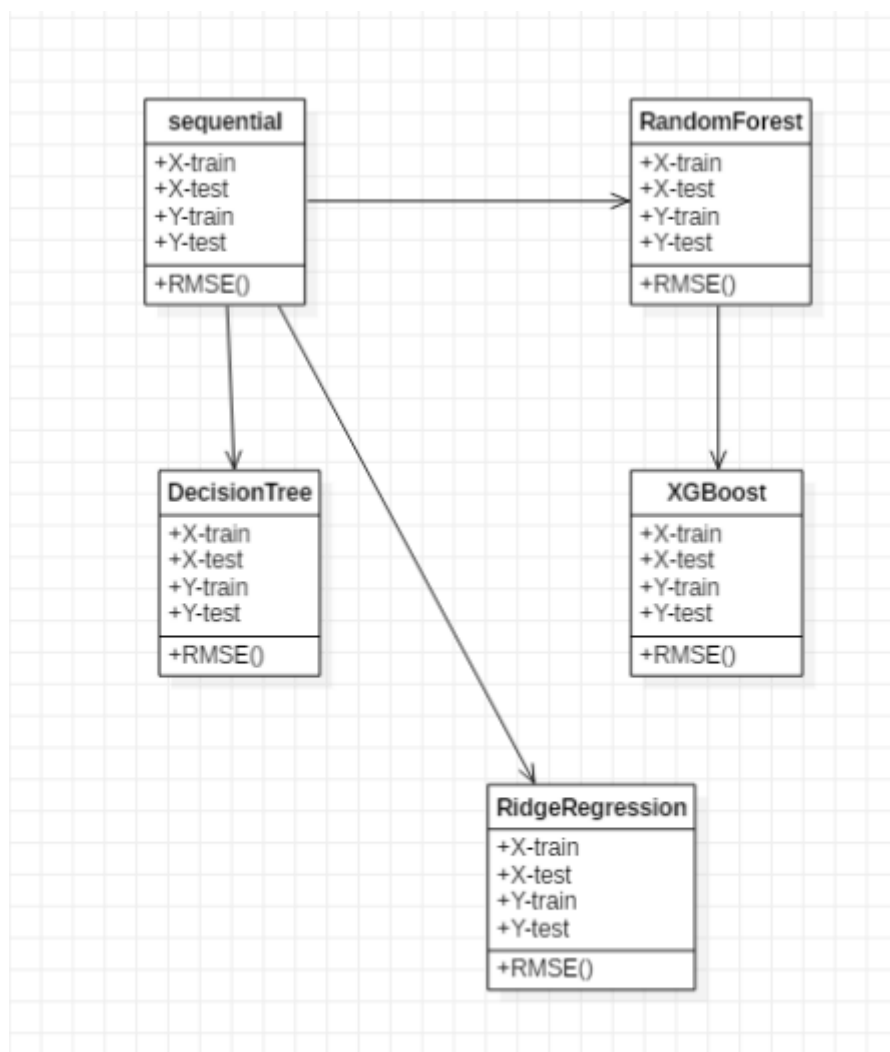 sequential
+X-train
+X-test
+Y-train
+Y-test
+RMSE()
RandomForest
+X-train
+X-test
+Y-train
+Y-test
+RMSE()
DecisionTree
+X-train
+X-test
+Y-train
+Y-test
+RMSE()
XGBoost
+X-train
+X-test
+Y-train
+Y-test
+RMSE()
RidgeRegression
+X-train
+X-test
+Y-train
+Y-test
+RMSE()